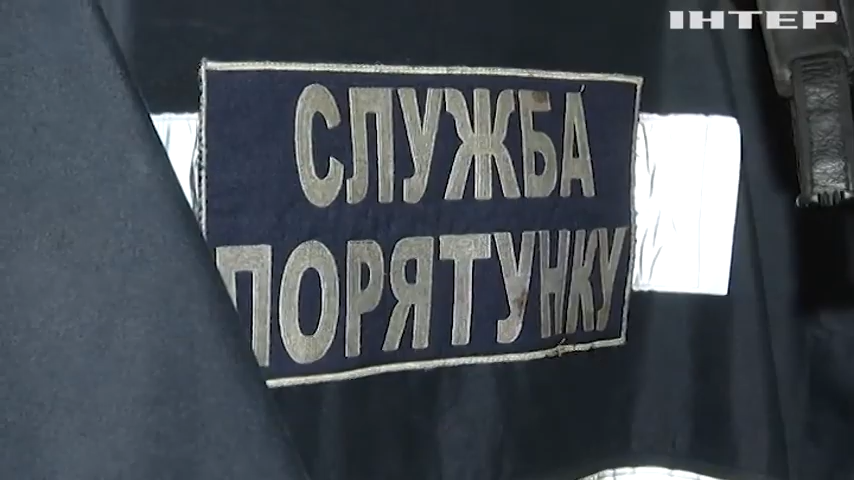 ІНТЕР
СЛУЖБА
ПОРЯТУНКУ